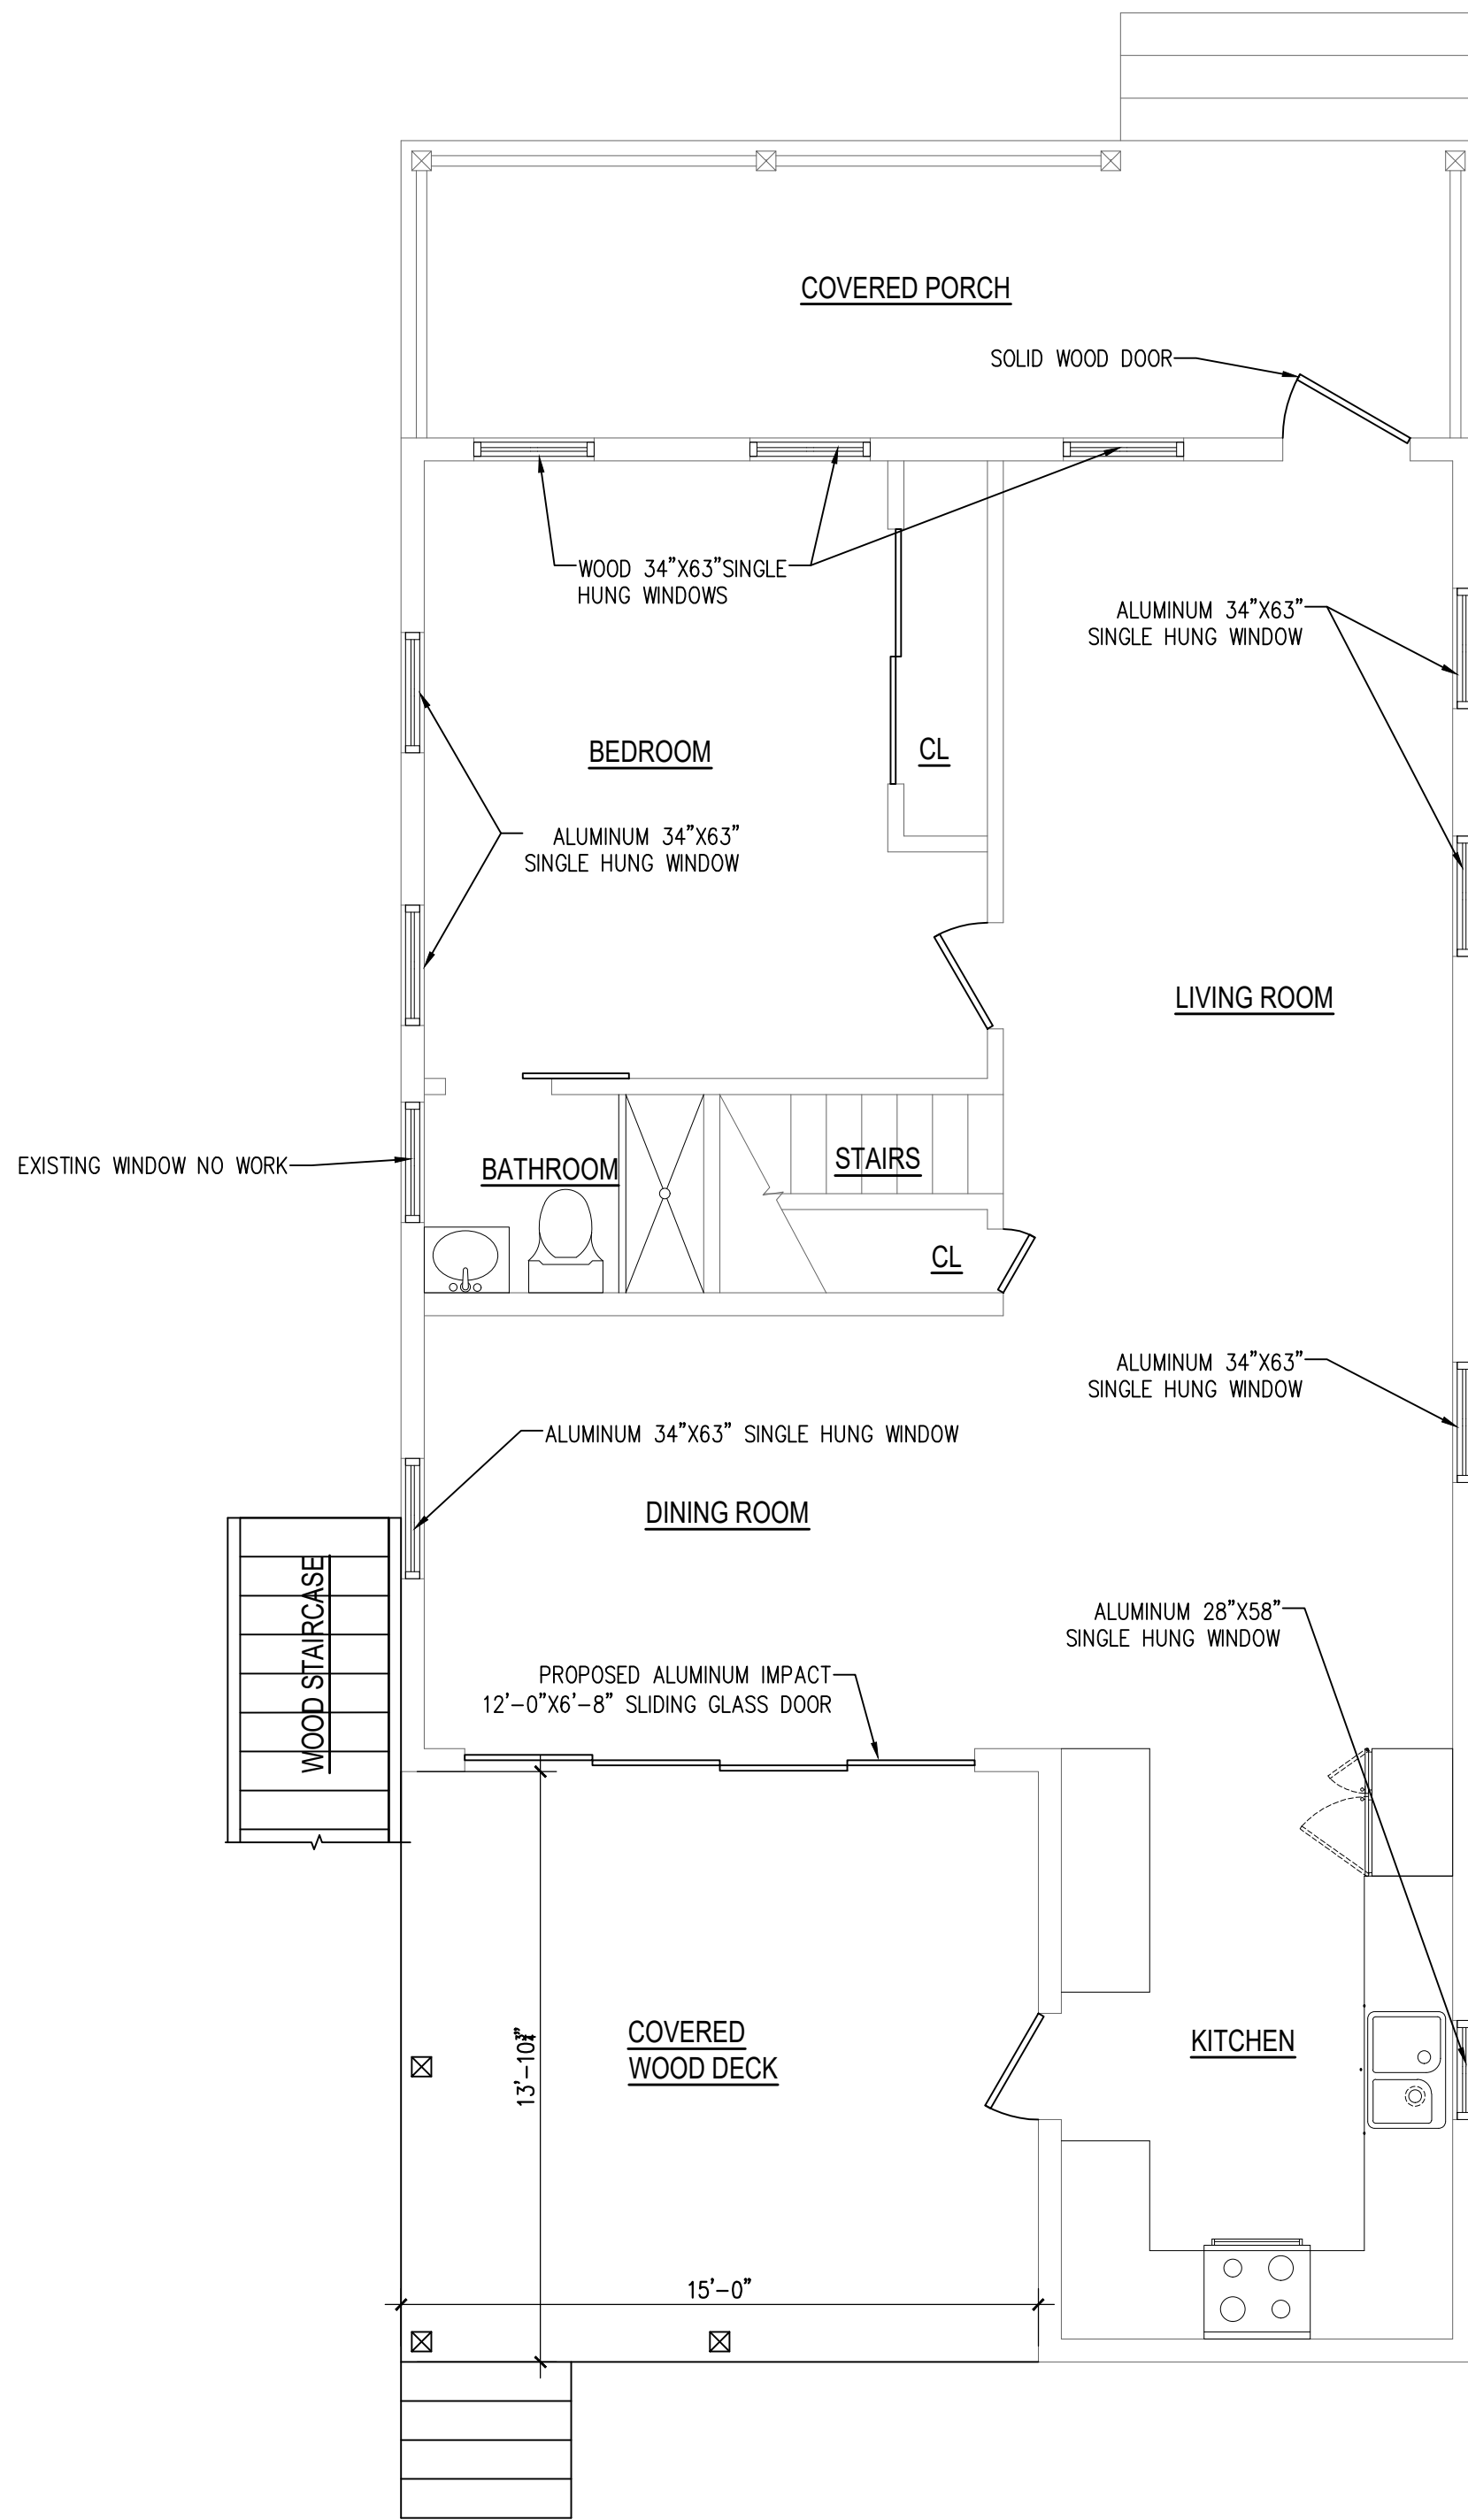 COVERED PORCH
SOLID WOOD DOOR
WOOD 34"X63"SINGLE
HUNG WINDOWS
ALUMINUM 34"X63"
SINGLE HUNG WINDOW
BEDROOM
CL
ALUMINUM 34"X63"
SINGLE HUNG WINDOW
LIVING ROOM
EXISTING WINDOW NO WORK
BATHROOM
STAIRS
CL
ALUMINUM 34"X63"
SINGLE HUNG WINDOW
ALUMINUM 34"X63" SINGLE HUNG WINDOW
DINING ROOM
WOOD STAIRCASE
ALUMINUM 28"X58"
SINGLE HUNG WINDOW
PROPOSED ALUMINUM IMPACT
12'-0"X6'-8" SLIDING GLASS DOOR
COVERED
WOOD DECK
KITCHEN
15'-0"